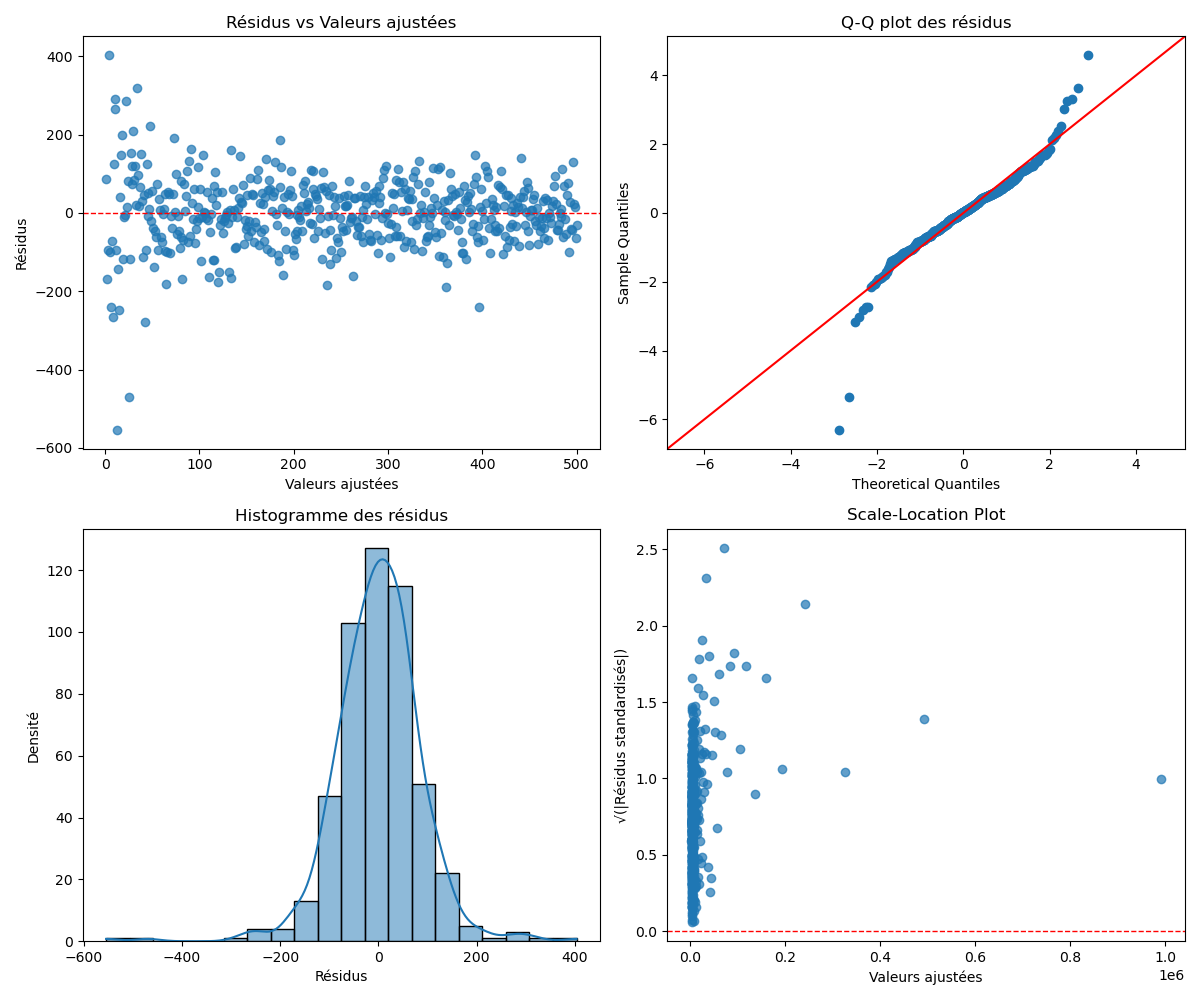 Résidus vs Valeurs ajustées
400
200
0
−200
−400
−600
Résidus
0 100 200 300 400 500
Valeurs ajustées
Q-Q plot des résidus
4
2
0
−2
−4
−6
Sample Quantiles
−6 −4 −2 0 2 4
Theoretical Quantiles
Histogramme des résidus
120
100
80
60
40
20
0
Densité
−600 −400 −200 0 200 400
Résidus
Scale-Location Plot
2.5
2.0
1.5
1.0
0.5
0.0
√(|Résidus standardisés|)
0.0 0.2 0.4 0.6 0.8 1.0
1e6
Valeurs ajustées